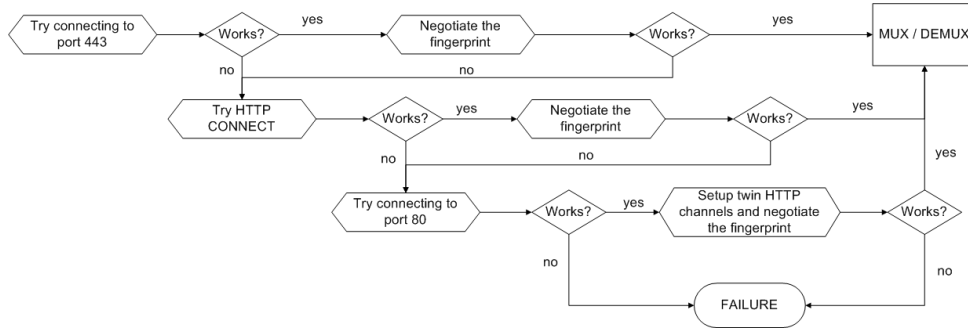 Try connecting to
port 443
Works?
yes
Negotiate the
fingerprint
Works?
yes
MUX / DEMUX
no
no
Try HTTP
CONNECT
Works?
yes
Negotiate the
fingerprint
Works?
yes
no
no
yes
Try connecting to
port 80
Works?
yes
Setup twin HTTP
channels and negotiate
the fingerprint
Works?
no
no
FAILURE